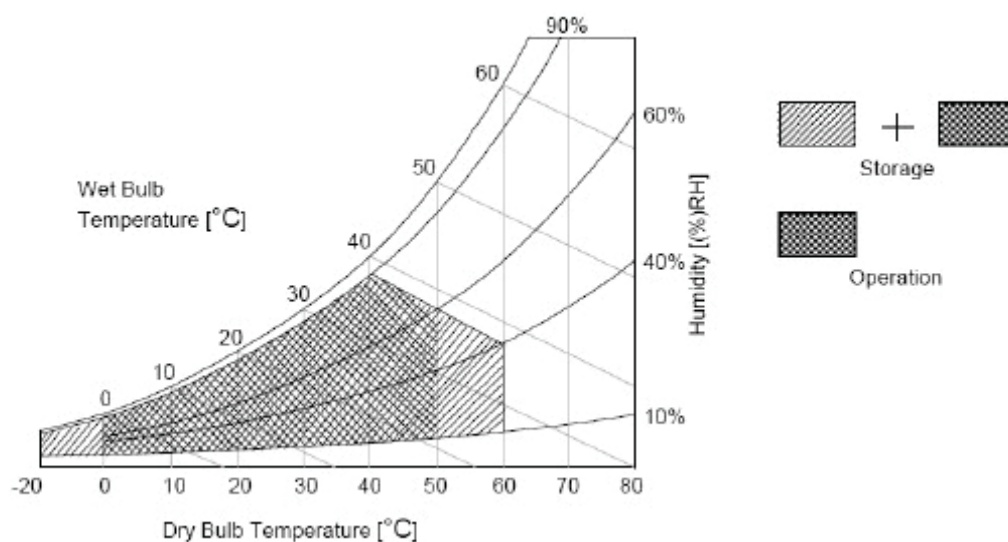 90%
60
60%
50
Wet Bulb
Temperature [°C]
40
30
20
10
0
40%
10%
Humidity [(%)RH]
-20 0 10 20 30 40 50 60 70 80
Dry Bulb Temperature [°C]
+
Storage
Operation